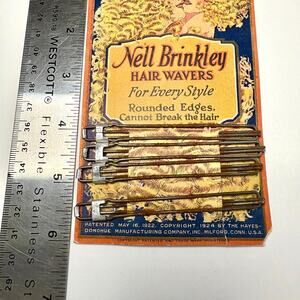 Nell Brinkley
HAIR WAVERS
For Every Style
Rounded Edges.
Cannot Break the Hair
PATENTED MAY 16, 1922. COPYRIGHT 1924 BY THE HAYES-
DONOHUE MANUFACTURING COMPANY, INC., MILFORD, CONN. U.S.A.
WESTCOTT®
Flexible Stainless S